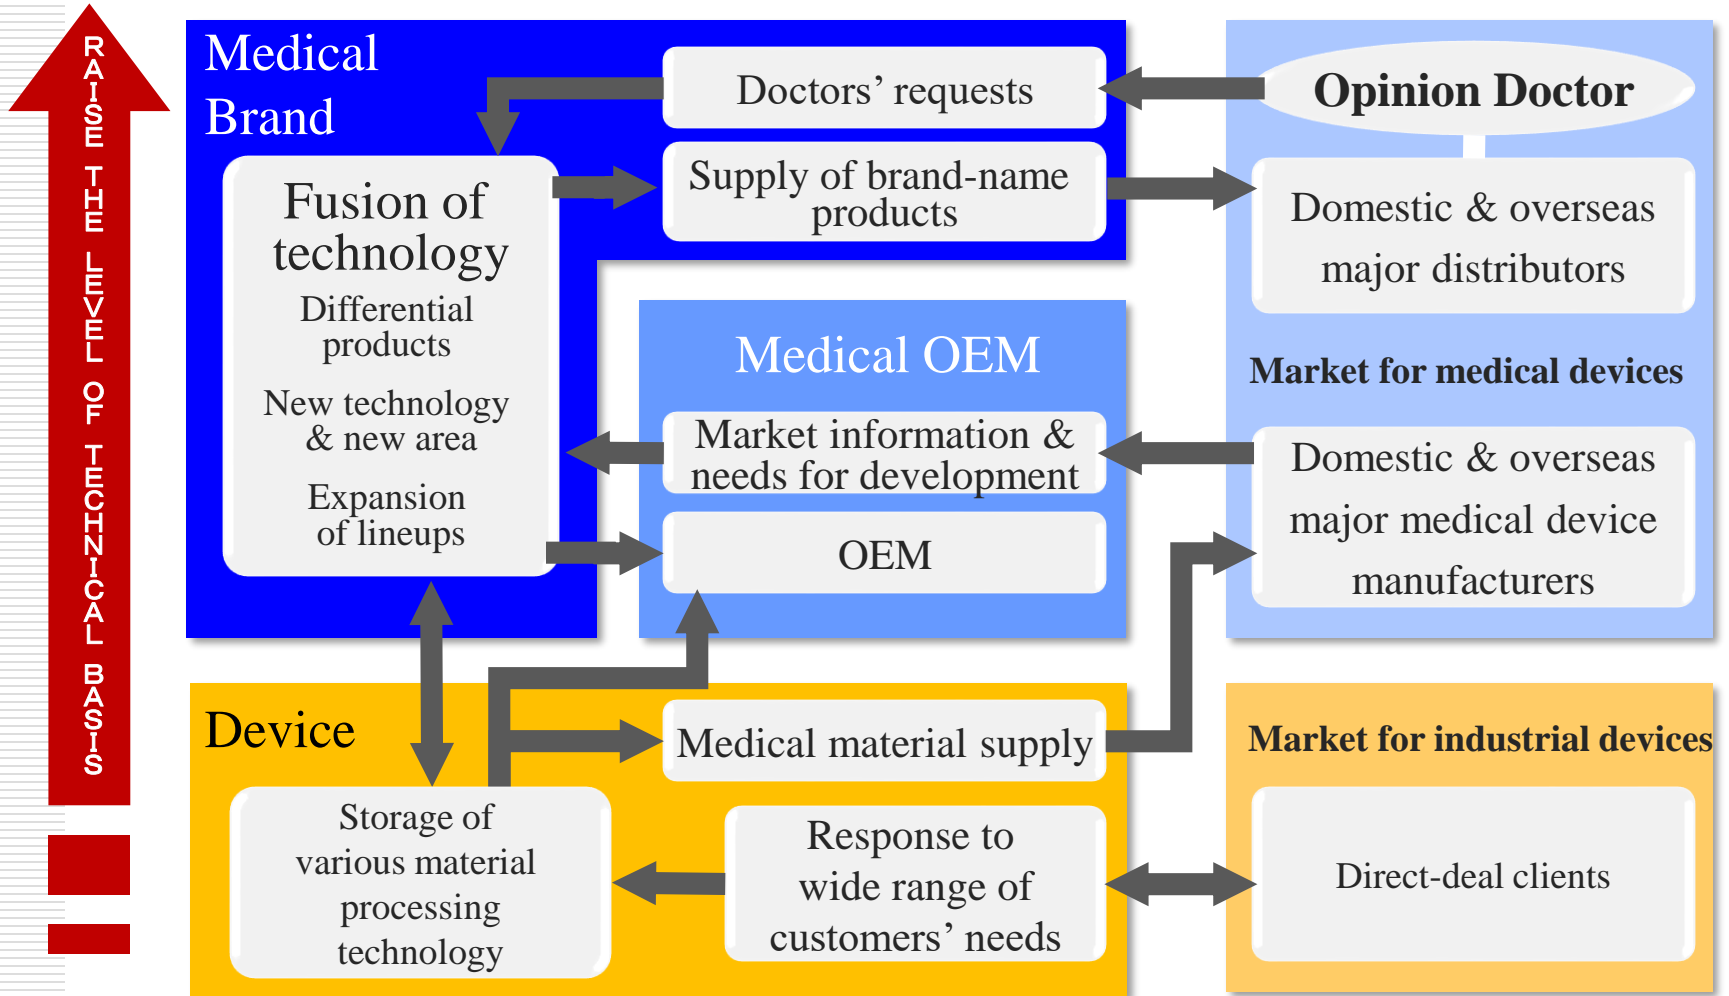 RAISE THE LEVEL OF TECHNICAL BASIS
Medical
Brand
Doctors’ requests
Opinion Doctor
Fusion of
technology
Differential
products
New technology
& new area
Expansion
of lineups
Supply of brand-name
products
Domestic & overseas
major distributors
Medical OEM
Market for medical devices
Market information &
needs for development
Domestic & overseas
major medical device
manufacturers
OEM
Device
Medical material supply
Market for industrial devices
Storage of
various material
processing
technology
Response to
wide range of
customers’ needs
Direct-deal clients